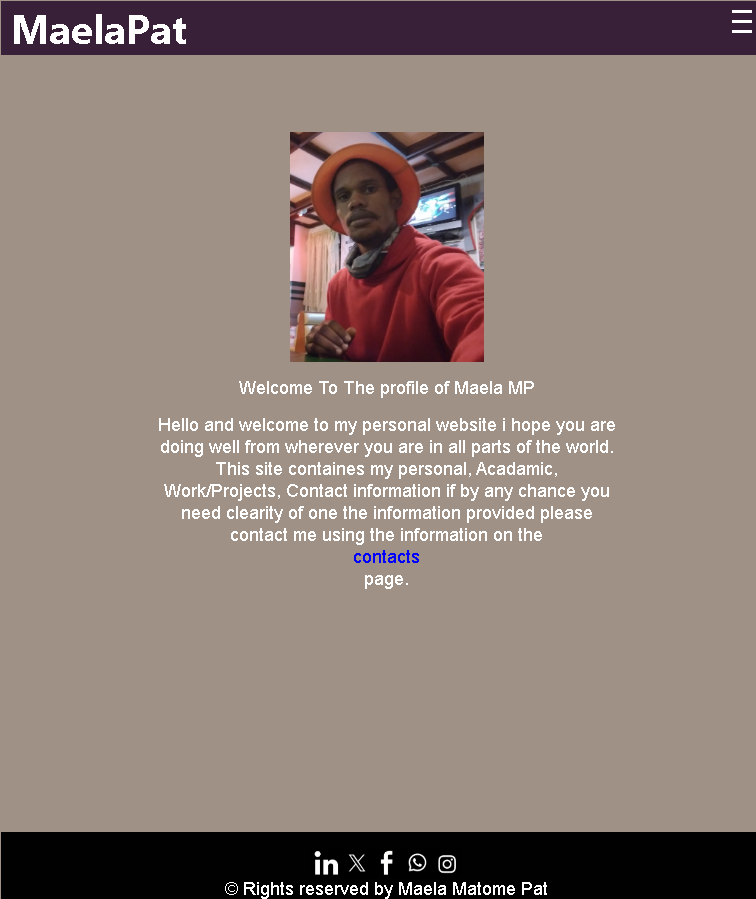 MaelaPat
Welcome To The profile of Maela MP
Hello and welcome to my personal website i hope you are
doing well from wherever you are in all parts of the world.
This site containes my personal, Acadamic,
Work/Projects, Contact information if by any chance you
need clearity of one the information provided please
contact me using the information on the
contacts
page.
© Rights reserved by Maela Matome Pat